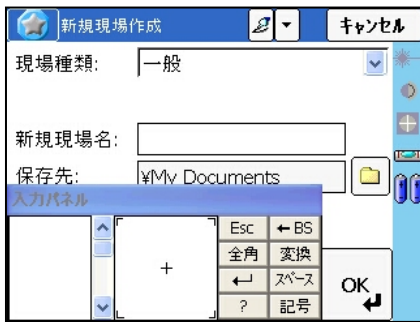 新規現場作成
キャンセル
現場種類: 一般
新規現場名:
保存先: ¥My Documents
入力パネル
Esc ←BS
全角 変換
↵ スペース
? 記号
OK